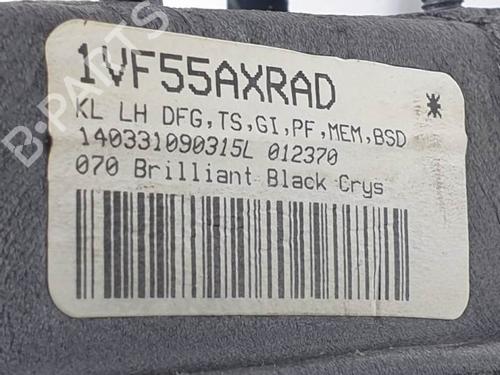 1VF55AXRAD
*
KL LH DFG,TS,GI,PF,MEM,BSD
140331090315L 012370
070 Brilliant Black Crys
B-PARTS